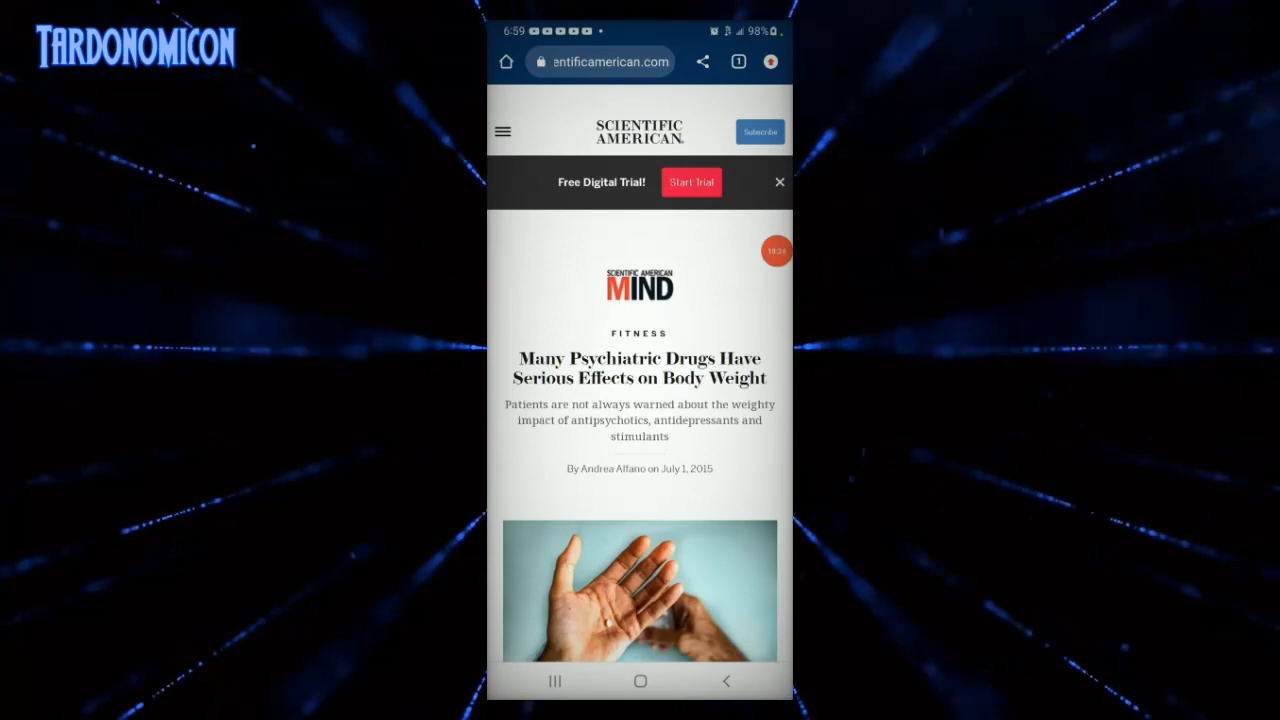 TARDONOMICON
6:59
98%
entificamerican.com
1
SCIENTIFIC
AMERICAN.
Subscribe
Free Digital Trial!
Start Trial
SCIENTIFIC AMERICAN
MIND
FITNESS
Many Psychiatric Drugs Have
Serious Effects on Body Weight
Patients are not always warned about the weighty
impact of antipsychotics, antidepressants and
stimulants
By Andrea Alfano on July 1, 2015